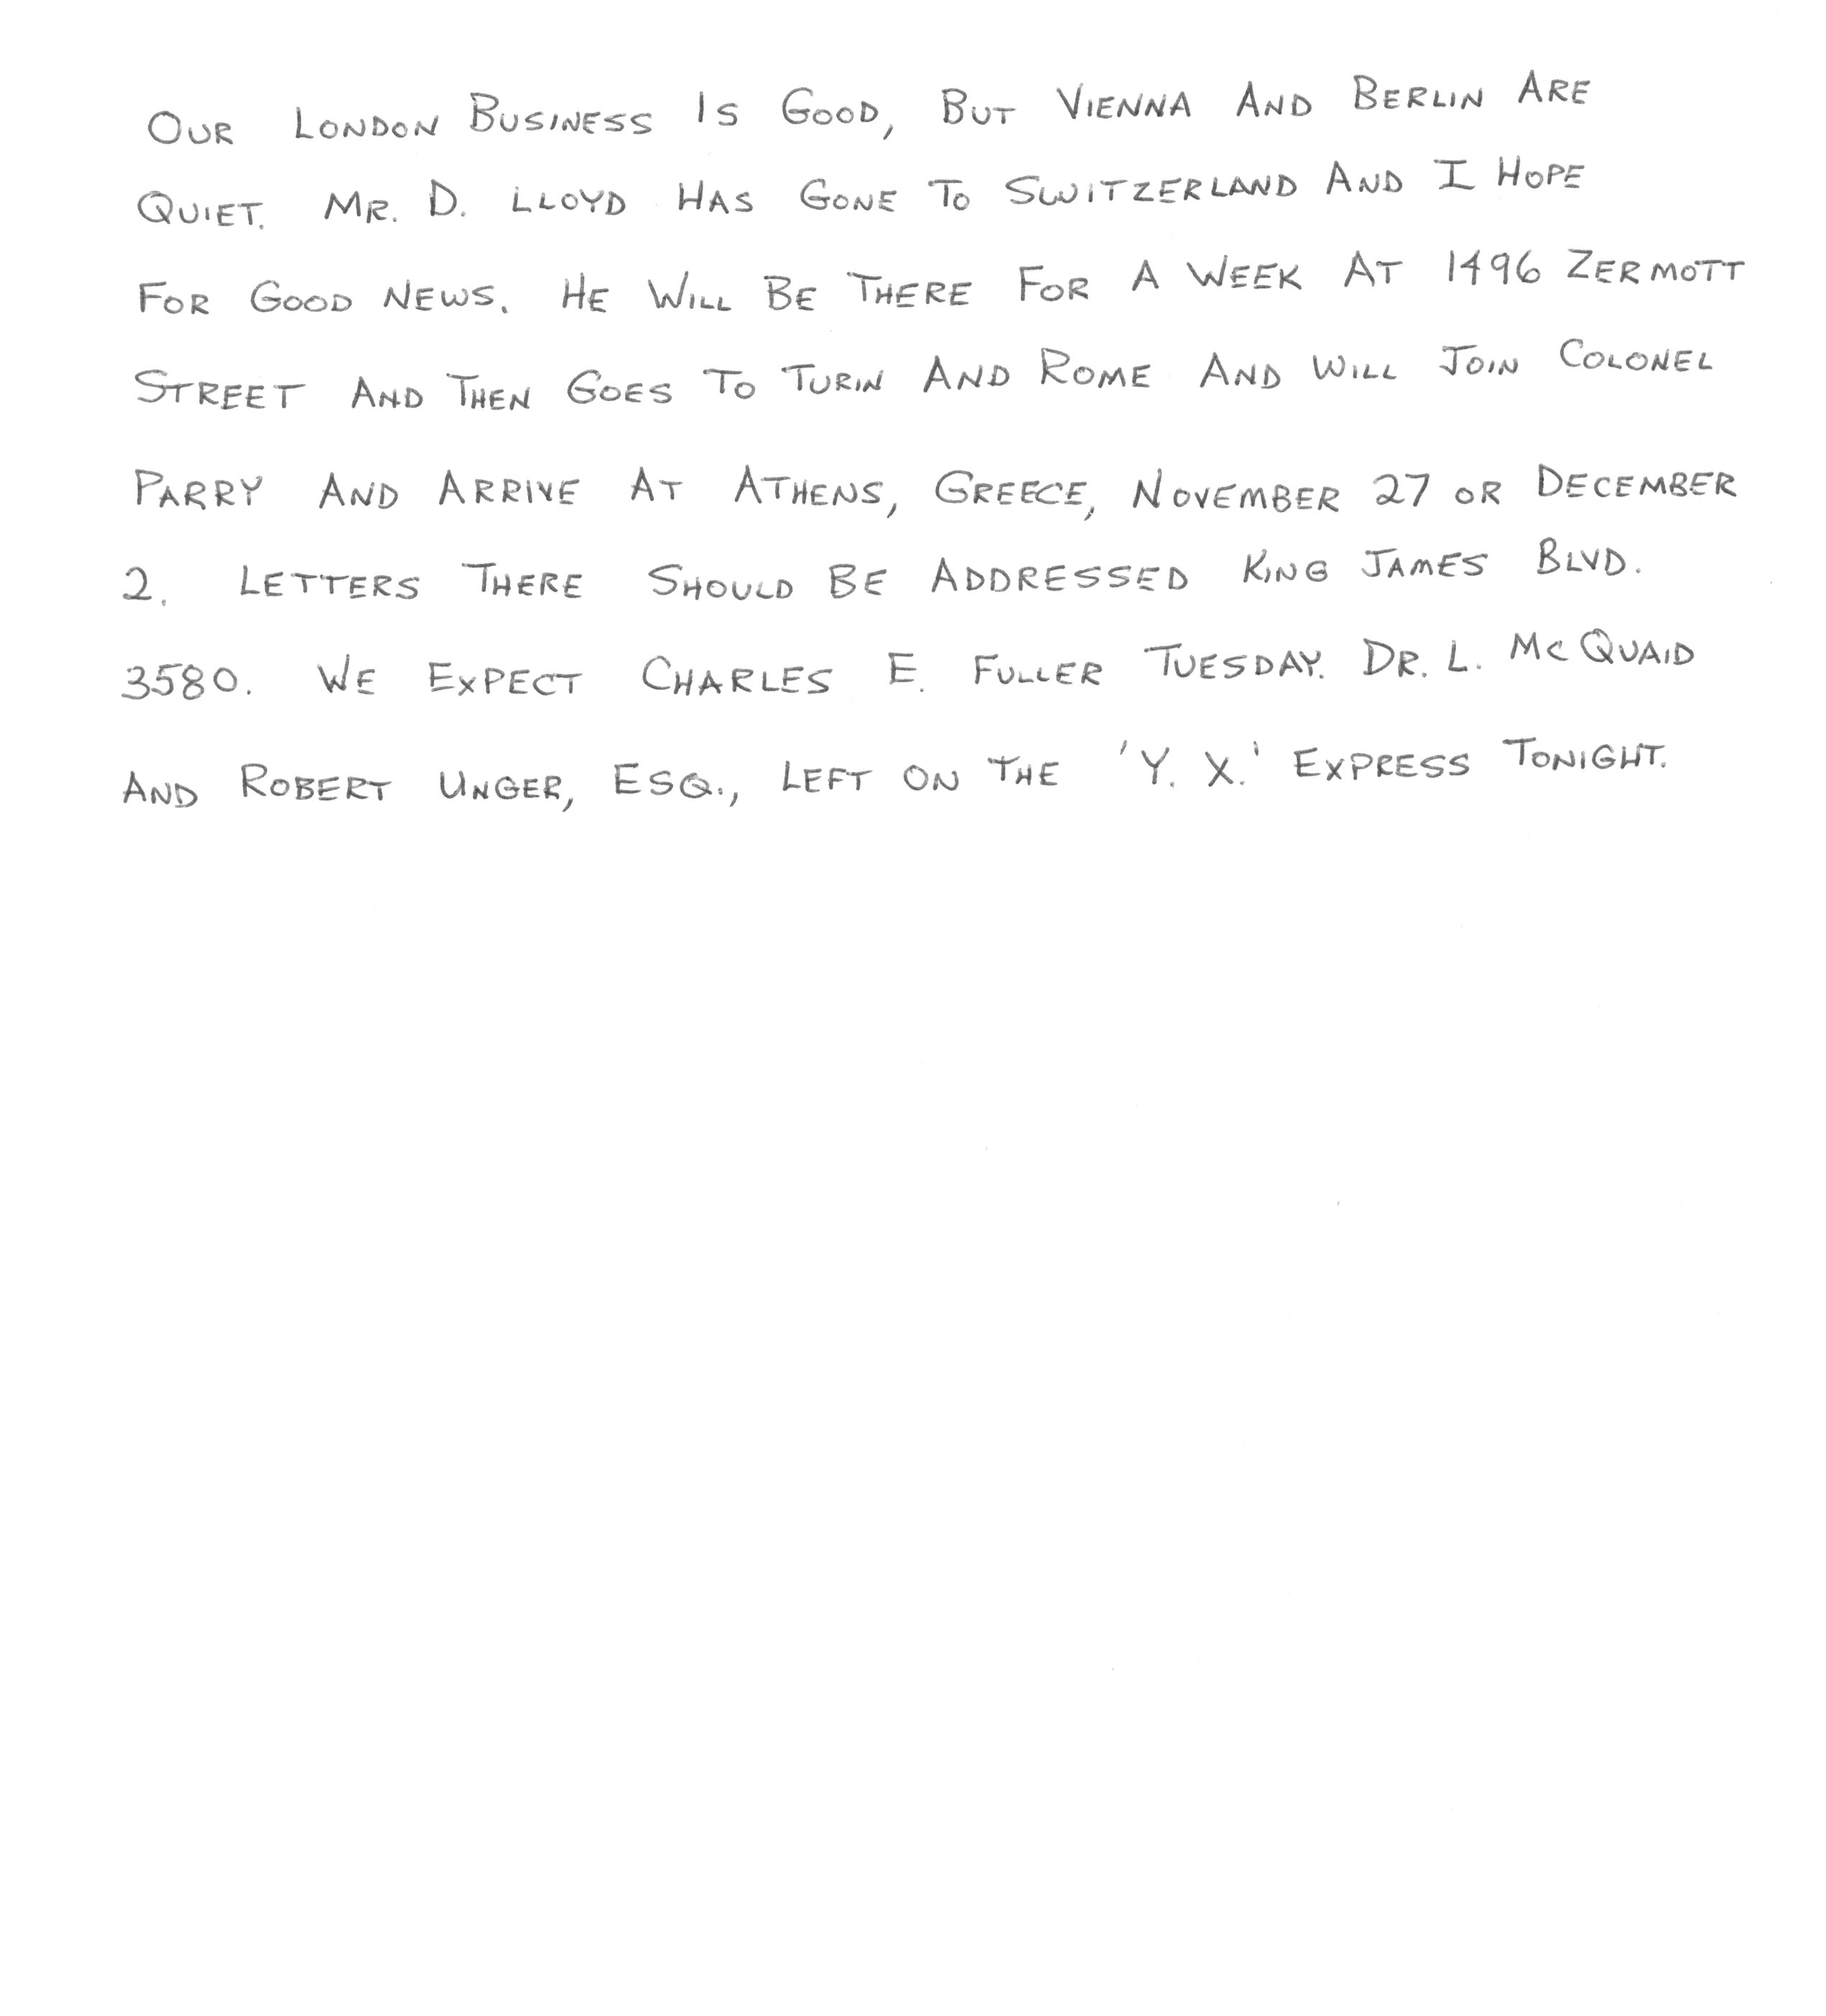 OUR LONDON BUSINESS IS GOOD, BUT VIENNA AND BERLIN ARE
QUIET. MR. D. LLOYD HAS GONE TO SWITZERLAND AND I HOPE
FOR GOOD NEWS. HE WILL BE THERE FOR A WEEK AT 1496 ZERMOTT
STREET AND THEN GOES TO TURIN AND ROME AND WILL JOIN COLONEL
PARRY AND ARRIVE AT ATHENS, GREECE, NOVEMBER 27 OR DECEMBER
2. LETTERS THERE SHOULD BE ADDRESSED KING JAMES BLVD.
3580. WE EXPECT CHARLES E. FULLER TUESDAY. DR. L. MCQUAID
AND ROBERT UNGER, ESQ., LEFT ON THE 'Y. X.' EXPRESS TONIGHT.